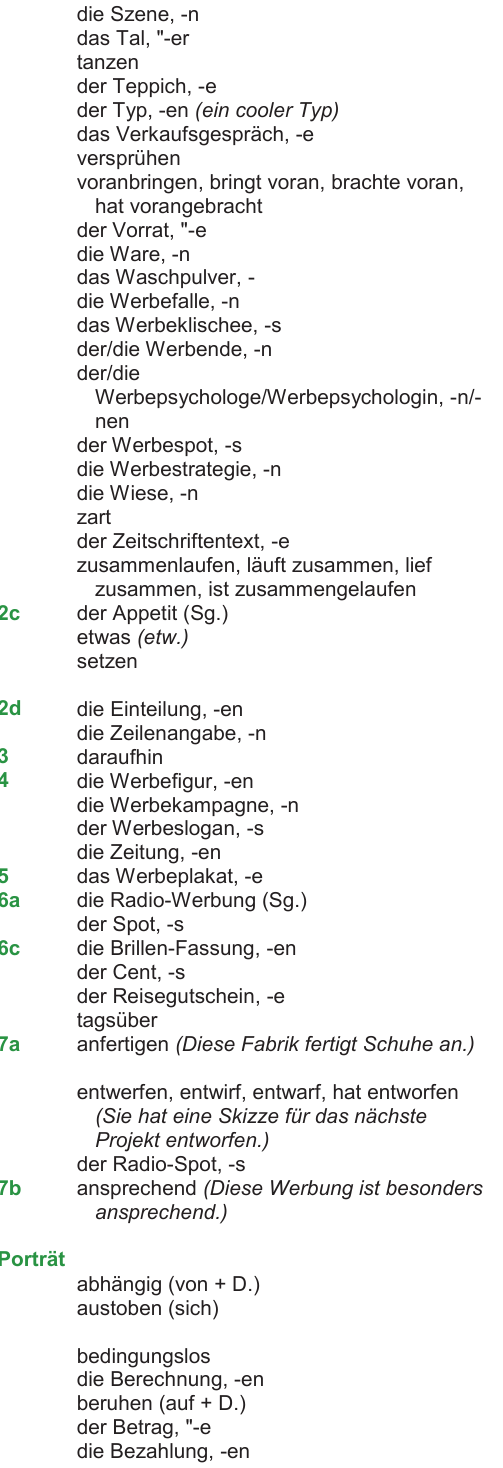 die Szene, -n
das Tal, "-er
tanzen
der Teppich, -e
der Typ, -en (ein cooler Typ)
das Verkaufsgespräch, -e
versprühen
voranbringen, bringt voran, brachte voran,
hat vorangebracht
der Vorrat, "-e
die Ware, -n
das Waschpulver, -
die Werbefalle, -n
das Werbeklischee, -s
der/die Werbende, -n
der/die
Werbepsychologe/Werbepsychologin, -n/-
nen
der Werbespot, -s
die Werbestrategie, -n
die Wiese, -n
zart
der Zeitschriftentext, -e
zusammenlaufen, läuft zusammen, lief
zusammen, ist zusammengelaufen
2c der Appetit (Sg.)
etwas (etw.)
setzen
2d die Einteilung, -en
die Zeilenangabe, -n
3 daraufhin
4 die Werbefigur, -en
die Werbekampagne, -n
der Werbeslogan, -s
die Zeitung, -en
5 das Werbeplakat, -e
6a die Radio-Werbung (Sg.)
der Spot, -s
6c die Brillen-Fassung, -en
der Cent, -s
der Reisegutschein, -e
tagsüber
7a anfertigen (Diese Fabrik fertigt Schuhe an.)
entwerfen, entwirf, entwarf, hat entworfen
(Sie hat eine Skizze für das nächste
Projekt entworfen.)
der Radio-Spot, -s
7b ansprechend (Diese Werbung ist besonders
ansprechend.)
Porträt
abhängig (von + D.)
austoben (sich)
bedingungslos
die Berechnung, -en
beruhen (auf + D.)
der Betrag, "-e
die Bezahlung, -en